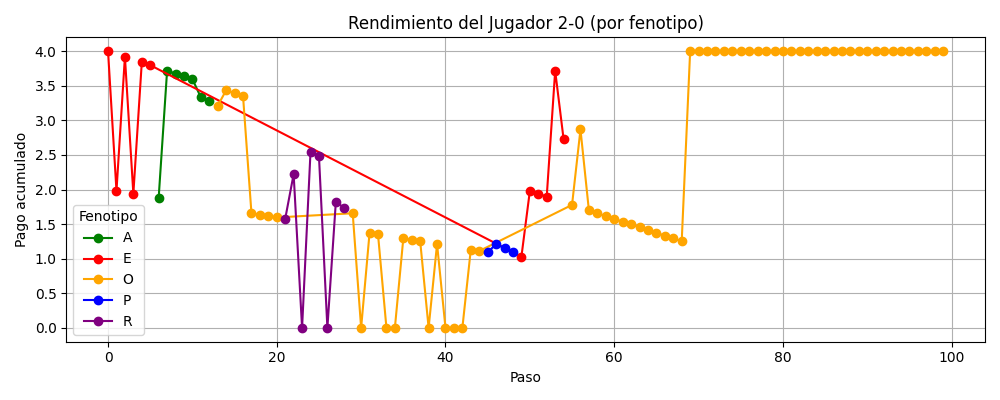 Rendimiento del Jugador 2-0 (por fenotipo)
Pago acumulado
4.0
3.5
3.0
2.5
2.0
1.5
1.0
0.5
0.0
Fenotipo
A
E
O
P
R
0 20 40 60 80 100
Paso